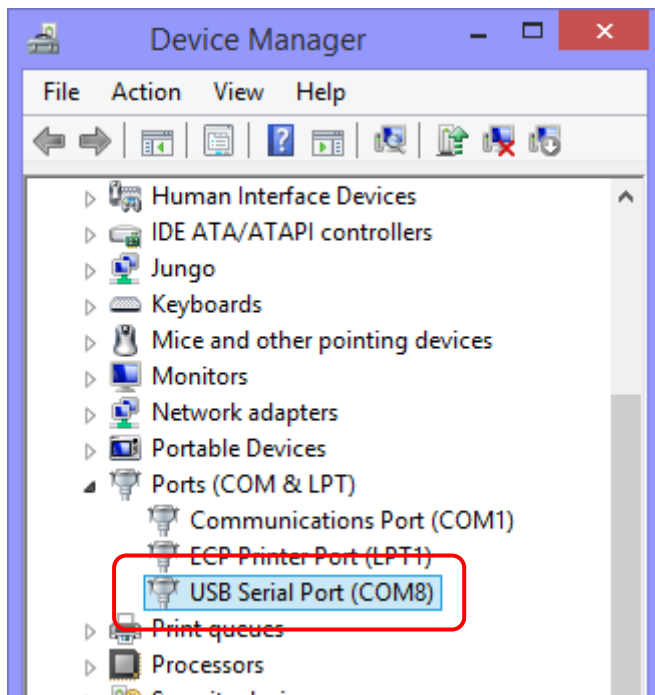 Device Manager
File Action View Help
Human Interface Devices
IDE ATA/ATAPI controllers
Jungo
Keyboards
Mice and other pointing devices
Monitors
Network adapters
Portable Devices
Ports (COM & LPT)
Communications Port (COM1)
ECP Printer Port (LPT1)
USB Serial Port (COM8)
Print queues
Processors